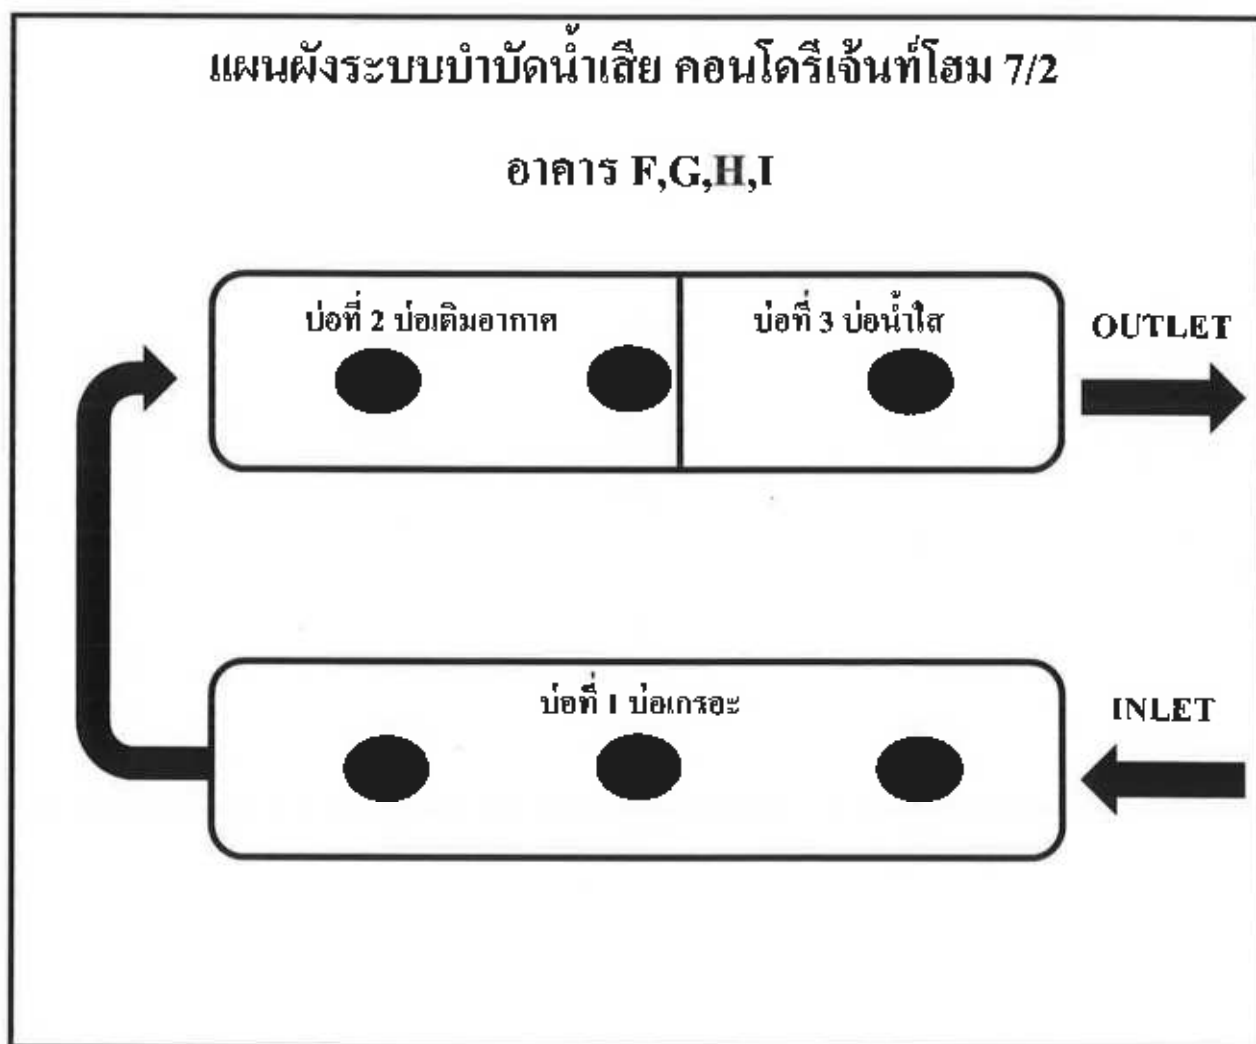 แผนผังระบบบำบัดน้ำเสีย คอนโดรีเจ้นท์โฮม 7/2
อาคาร F,G,H,I
บ่อที่ 2 บ่อเติมอากาศ
บ่อที่ 3 บ่อน้ำใส
OUTLET
บ่อที่ 1 บ่อเกรอะ
INLET